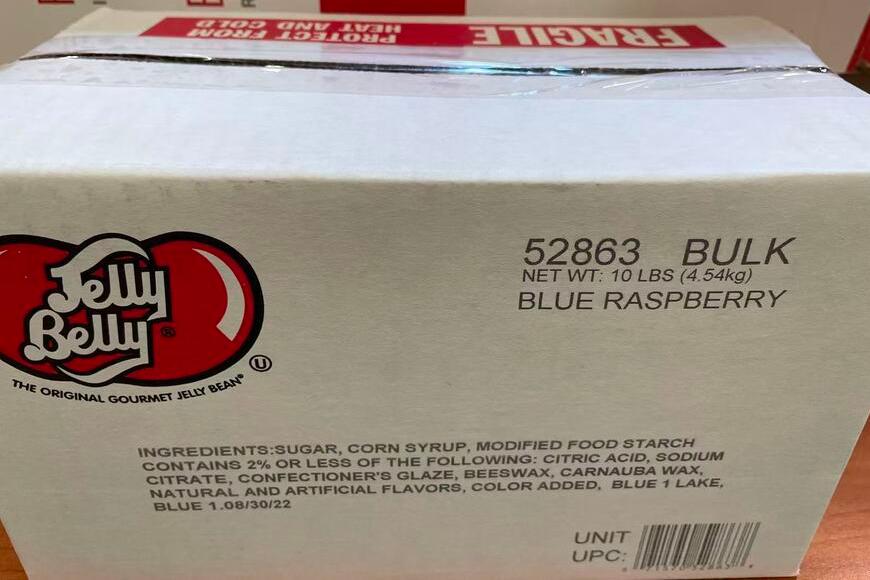 FRAGILE
PROTECT FROM
HEAT AND COLD
Jelly
Belly®
THE ORIGINAL GOURMET JELLY BEAN®
U
52863 BULK
NET WT: 10 LBS (4.54kg)
BLUE RASPBERRY
INGREDIENTS:SUGAR, CORN SYRUP, MODIFIED FOOD STARCH
CONTAINS 2% OR LESS OF THE FOLLOWING: CITRIC ACID, SODIUM
CITRATE, CONFECTIONER'S GLAZE, BEESWAX, CARNAUBA WAX,
NATURAL AND ARTIFICIAL FLAVORS, COLOR ADDED, BLUE 1 LAKE,
BLUE 1.08/30/22
UNIT
UPC: